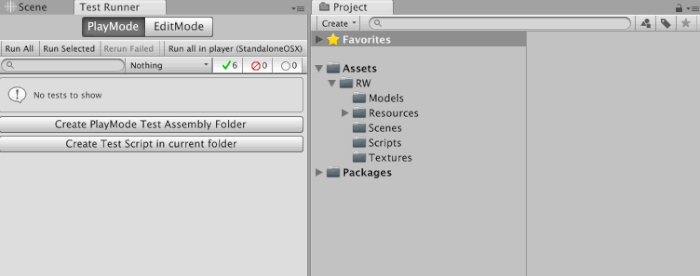 Scene
Test Runner
PlayMode EditMode
Run All Run Selected Rerun Failed Run all in player (StandaloneOSX)
Nothing 6 0 0
No tests to show
Create PlayMode Test Assembly Folder
Create Test Script in current folder
Project
Create
Favorites
Assets
RW
Models
Resources
Scenes
Scripts
Textures
Packages